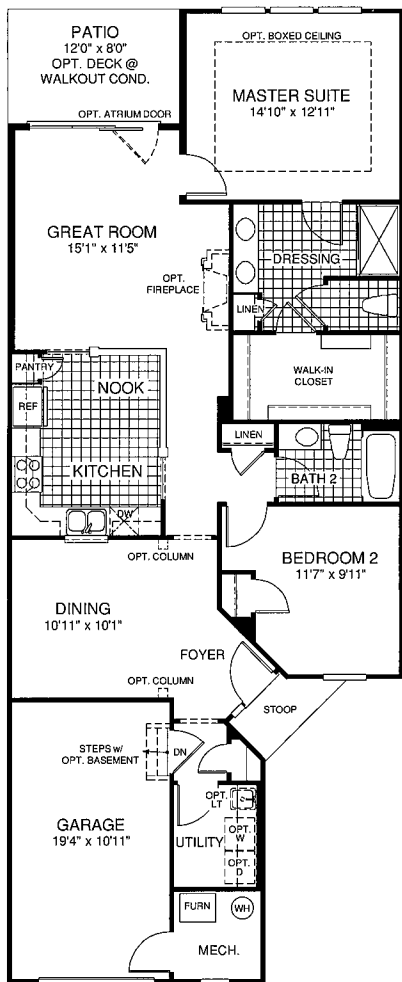 PATIO
12'0" x 8'0"
OPT. DECK @
WALKOUT COND.
OPT. BOXED CEILING
MASTER SUITE
14'10" x 12'11"
OPT. ATRIUM DOOR
GREAT ROOM
15'1" x 11'5"
DRESSING
OPT.
FIREPLACE
LINEN
PANTRY
WALK-IN
CLOSET
NOOK
REF
LINEN
KITCHEN
BATH 2
DW
OPT. COLUMN
BEDROOM 2
11'7" x 9'11"
DINING
10'11" x 10'1"
FOYER
OPT. COLUMN
STOOP
STEPS w/
OPT. BASEMENT
DN
OPT.
LT
GARAGE
19'4" x 10'11"
UTILITY
OPT.
W
OPT.
D
FURN
WH
MECH.